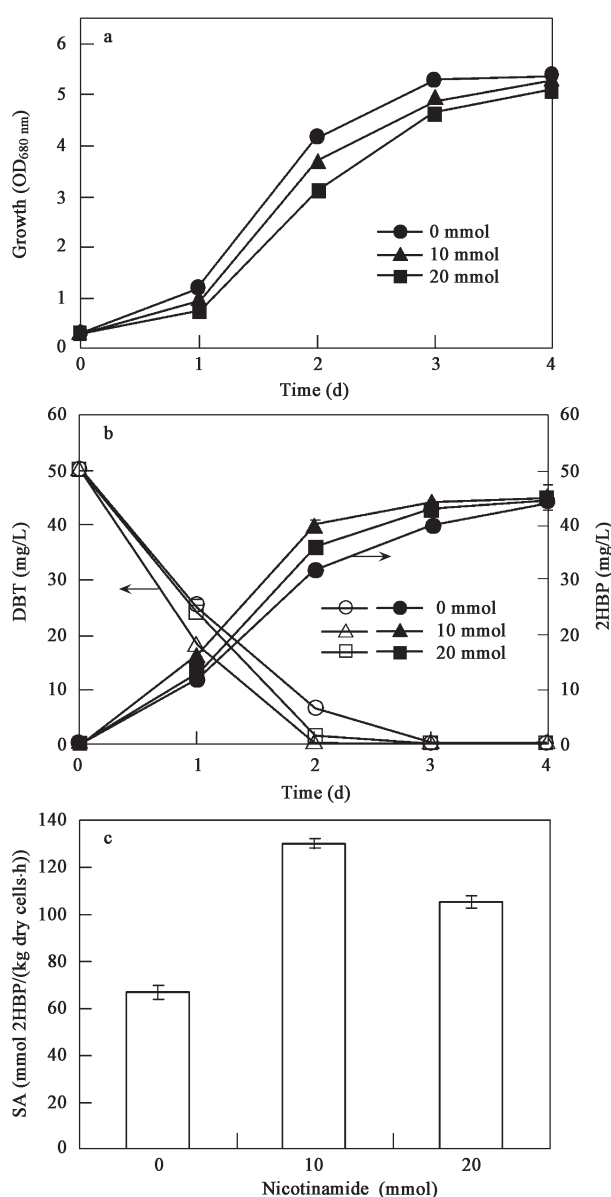 a
6
5
4
3
2
1
0
Growth (OD680 nm)
0 mmol
10 mmol
20 mmol
0 1 2 3 4
Time (d)
b
60 60
50 50
40 40
30 30
20 20
10 10
0 0
DBT (mg/L)
2HBP (mg/L)
0 mmol
10 mmol
20 mmol
0 1 2 3 4
Time (d)
c
140
120
100
80
60
40
20
0
SA (mmol 2HBP/(kg dry cells·h))
0 10 20
Nicotinamide (mmol)